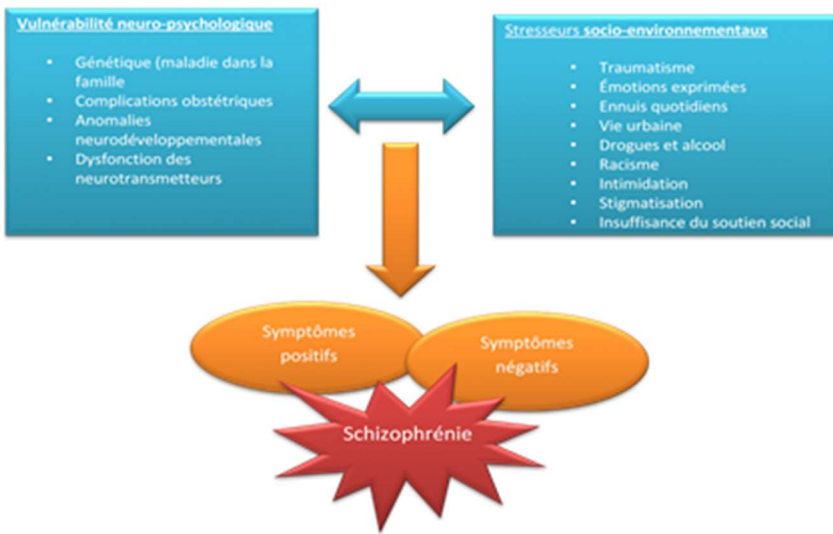 Vulnérabilité neuro-psychologique
• Génétique (maladie dans la
famille
• Complications obstétriques
• Anomalies
neurodéveloppementales
• Dysfonction des
neurotransmetteurs
Stresseurs socio-environnementaux
• Traumatisme
• Émotions exprimées
• Ennuis quotidiens
• Vie urbaine
• Drogues et alcool
• Racisme
• Intimidation
• Stigmatisation
• Insuffisance du soutien social
Symptômes
positifs
Symptômes
négatifs
Schizophrénie